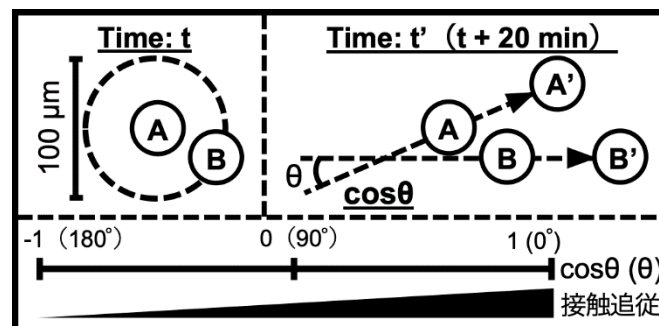 Time: t
Time: t’（t + 20 min）
100 µm
A
B
A
A'
B
B'
θ
cosθ
-1（180°）
0（90°）
1 (0°)
cosθ (θ)
接触追従